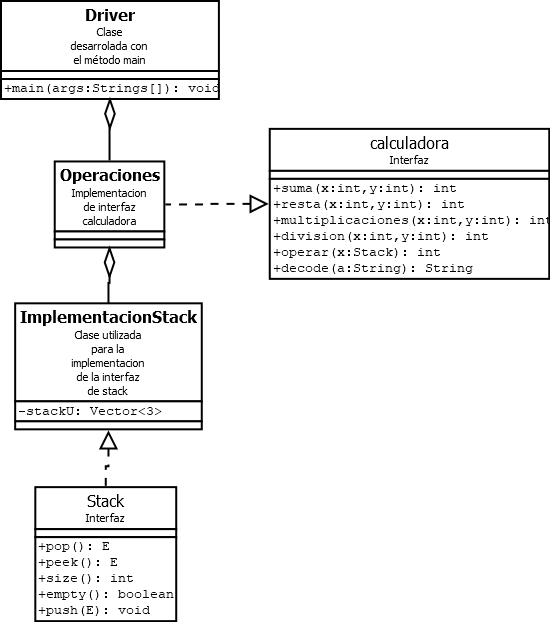 Driver
Clase
desarrolada con
el método main
+main(args:Strings[]): void
Operaciones
Implementacion
de interfaz
calculadora
calculadora
Interfaz
+suma(x:int,y:int): int
+resta(x:int,y:int): int
+multiplicaciones(x:int,y:int): int
+division(x:int,y:int): int
+operar(x:Stack): int
+decode(a:String): String
ImplementacionStack
Clase utilizada
para la
implementacion
de la interfaz
de stack
-stackU: Vector<3>
Stack
Interfaz
+pop(): E
+peek(): E
+size(): int
+empty(): boolean
+push(E): void